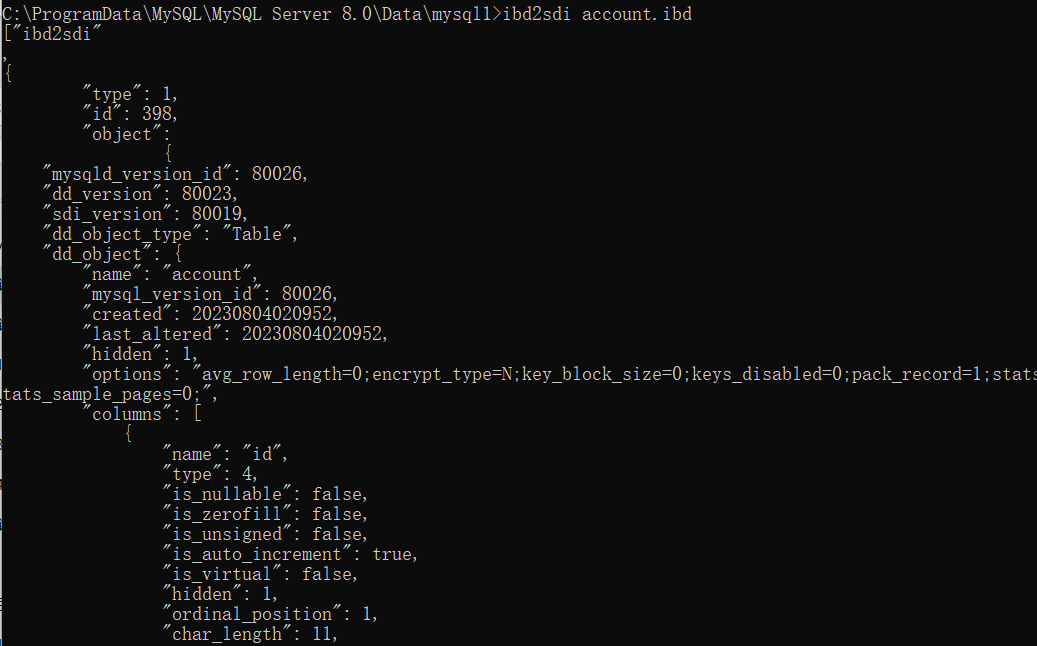 C:\ProgramData\MySQL\MySQL Server 8.0\Data\mysql1>ibd2sdi account.ibd
["ibd2sdi"
,
{
"type": 1,
"id": 398,
"object":
{
"mysqld_version_id": 80026,
"dd_version": 80023,
"sdi_version": 80019,
"dd_object_type": "Table",
"dd_object": {
"name": "account",
"mysql_version_id": 80026,
"created": 20230804020952,
"last_altered": 20230804020952,
"hidden": 1,
"options": "avg_row_length=0;encrypt_type=N;key_block_size=0;keys_disabled=0;pack_record=1;stats
tats_sample_pages=0;",
"columns": [
{
"name": "id",
"type": 4,
"is_nullable": false,
"is_zerofill": false,
"is_unsigned": false,
"is_auto_increment": true,
"is_virtual": false,
"hidden": 1,
"ordinal_position": 1,
"char_length": 11,